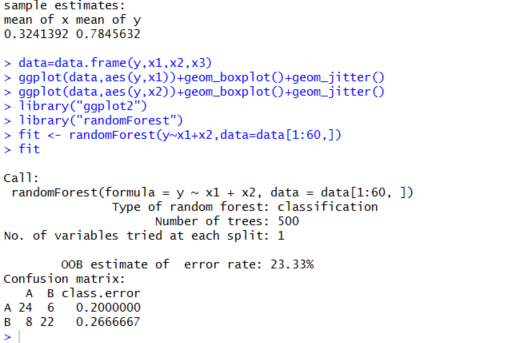 sample estimates:
mean of x mean of y
0.3241392 0.7845632
> data=data.frame(y,x1,x2,x3)
> ggplot(data,aes(y,x1))+geom_boxplot()+geom_jitter()
> ggplot(data,aes(y,x2))+geom_boxplot()+geom_jitter()
> library("ggplot2")
> library("randomForest")
> fit <- randomForest(y~x1+x2,data=data[1:60,])
> fit
Call:
randomForest(formula = y ~ x1 + x2, data = data[1:60, ])
Type of random forest: classification
Number of trees: 500
No. of variables tried at each split: 1
OOB estimate of error rate: 23.33%
Confusion matrix:
A B class.error
A 24 6 0.2000000
B 8 22 0.2666667
>